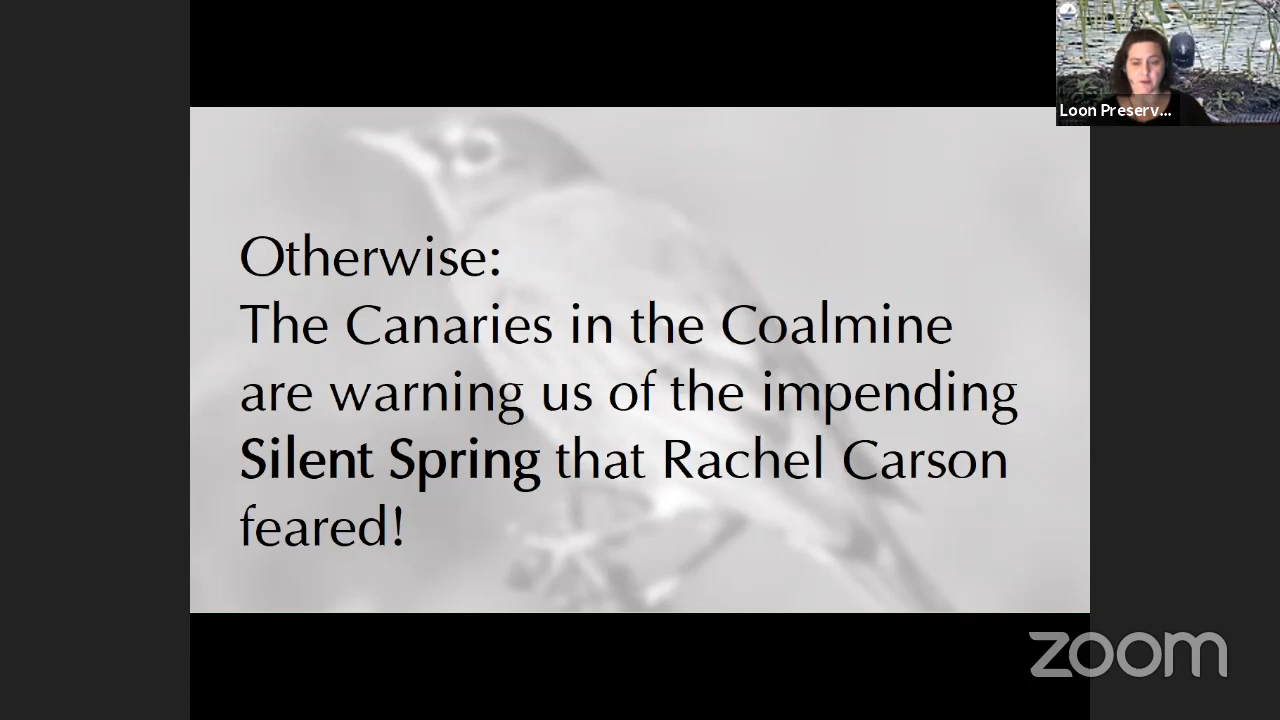 Loon Preserv...
Otherwise:
The Canaries in the Coalmine
are warning us of the impending
Silent Spring that Rachel Carson
feared!
zoom